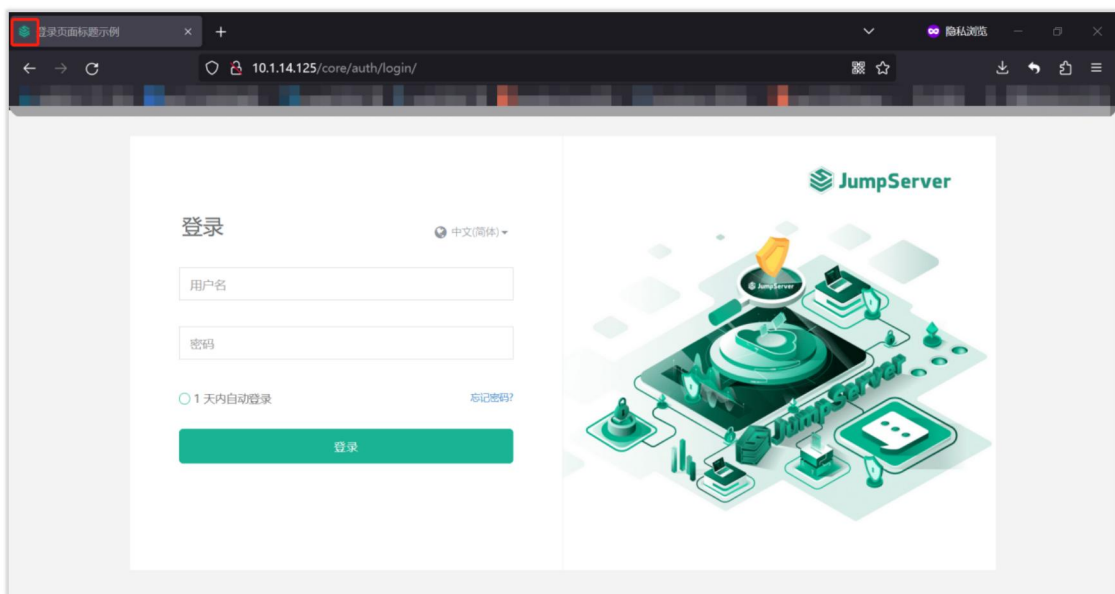 登录页面标题示例
隐私浏览
10.1.14.125/core/auth/login/
JumpServer
登录
中文(简体)
用户名
密码
1 天内自动登录
忘记密码?
登录
JumpServer
JumpServer